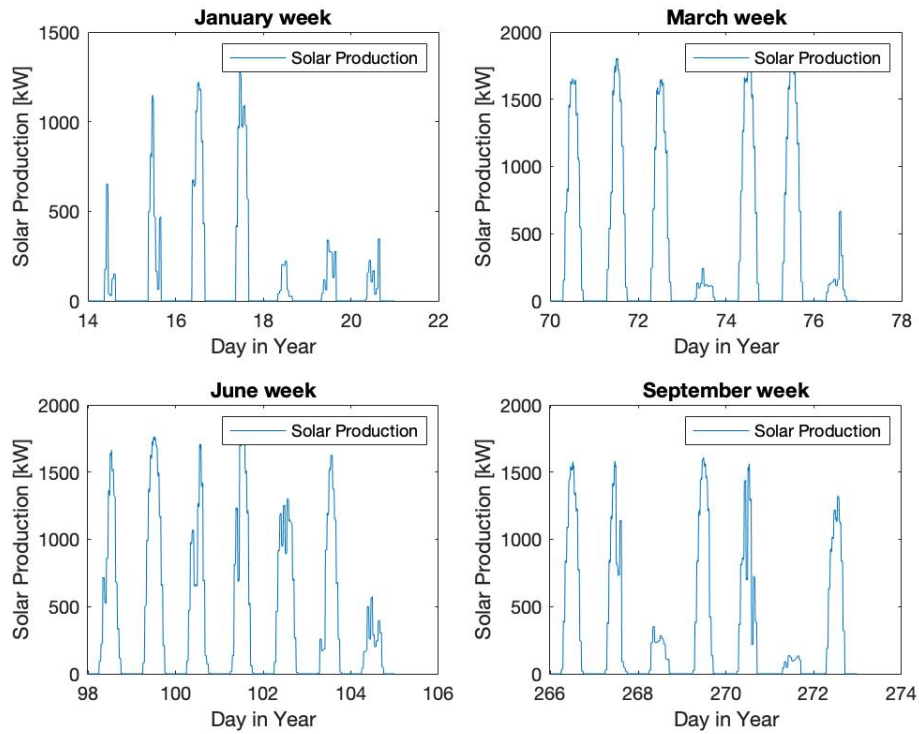 January week
1500
1000
500
0
14 16 18 20 22
Solar Production [kW]
Day in Year
Solar Production
March week
2000
1500
1000
500
0
70 72 74 76 78
Solar Production [kW]
Day in Year
Solar Production
June week
2000
1500
1000
500
0
98 100 102 104 106
Solar Production [kW]
Day in Year
Solar Production
September week
2000
1500
1000
500
0
266 268 270 272 274
Solar Production [kW]
Day in Year
Solar Production